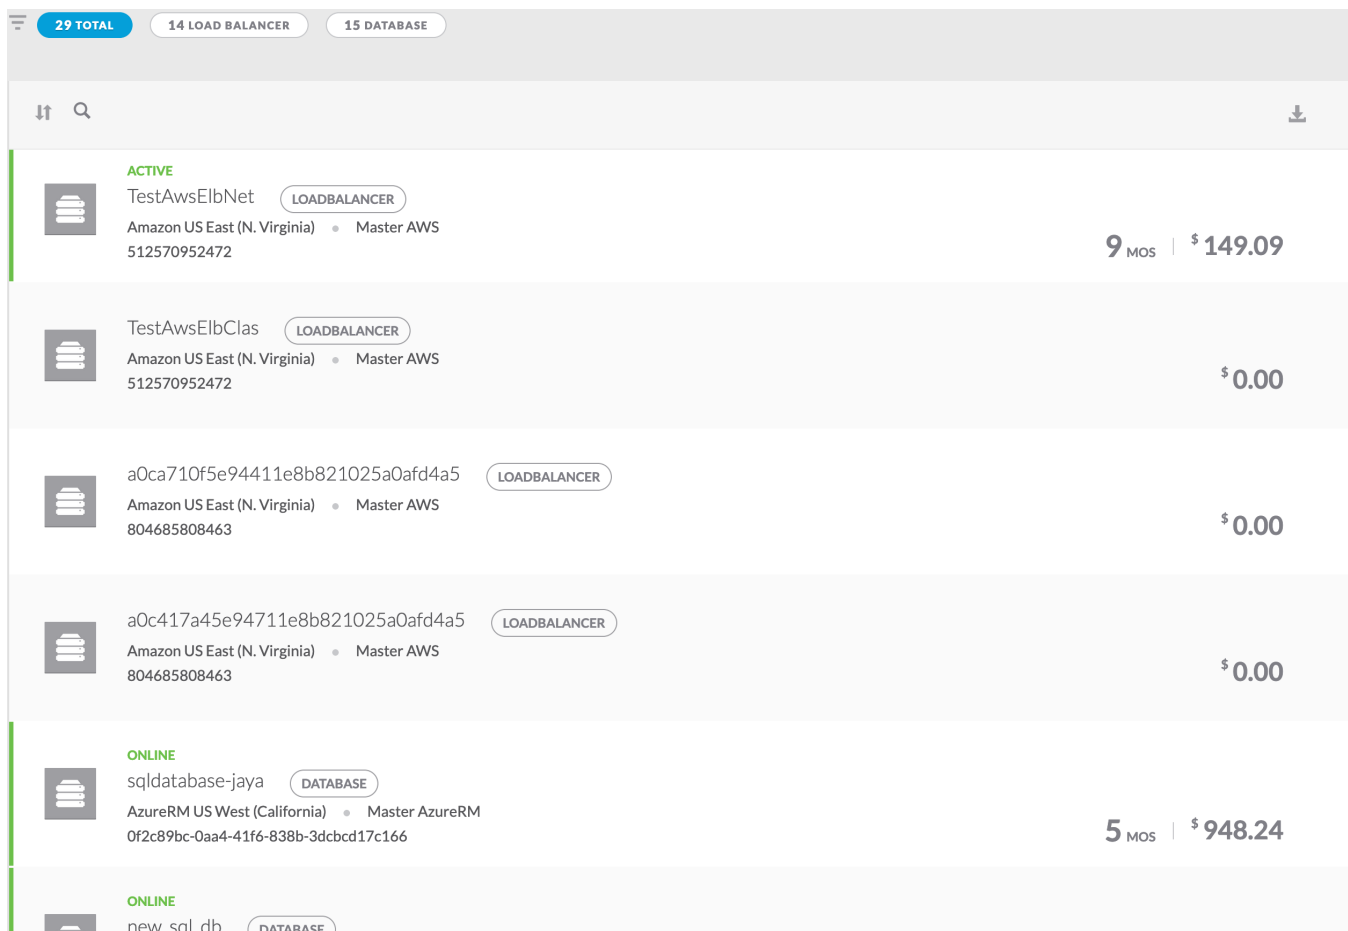 29 TOTAL 14 LOAD BALANCER 15 DATABASE
ACTIVE
TestAwsElbNet LOADBALANCER
Amazon US East (N. Virginia) • Master AWS
512570952472
9 MOS | $ 149.09
TestAwsElbClas LOADBALANCER
Amazon US East (N. Virginia) • Master AWS
512570952472
$ 0.00
a0ca710f5e94411e8b821025a0afd4a5 LOADBALANCER
Amazon US East (N. Virginia) • Master AWS
804685808463
$ 0.00
a0c417a45e94711e8b821025a0afd4a5 LOADBALANCER
Amazon US East (N. Virginia) • Master AWS
804685808463
$ 0.00
ONLINE
sqldatabase-jaya DATABASE
AzureRM US West (California) • Master AzureRM
0f2c89bc-0aa4-41f6-838b-3dcbcd17c166
5 MOS | $ 948.24
ONLINE
new_sql_db DATABASE